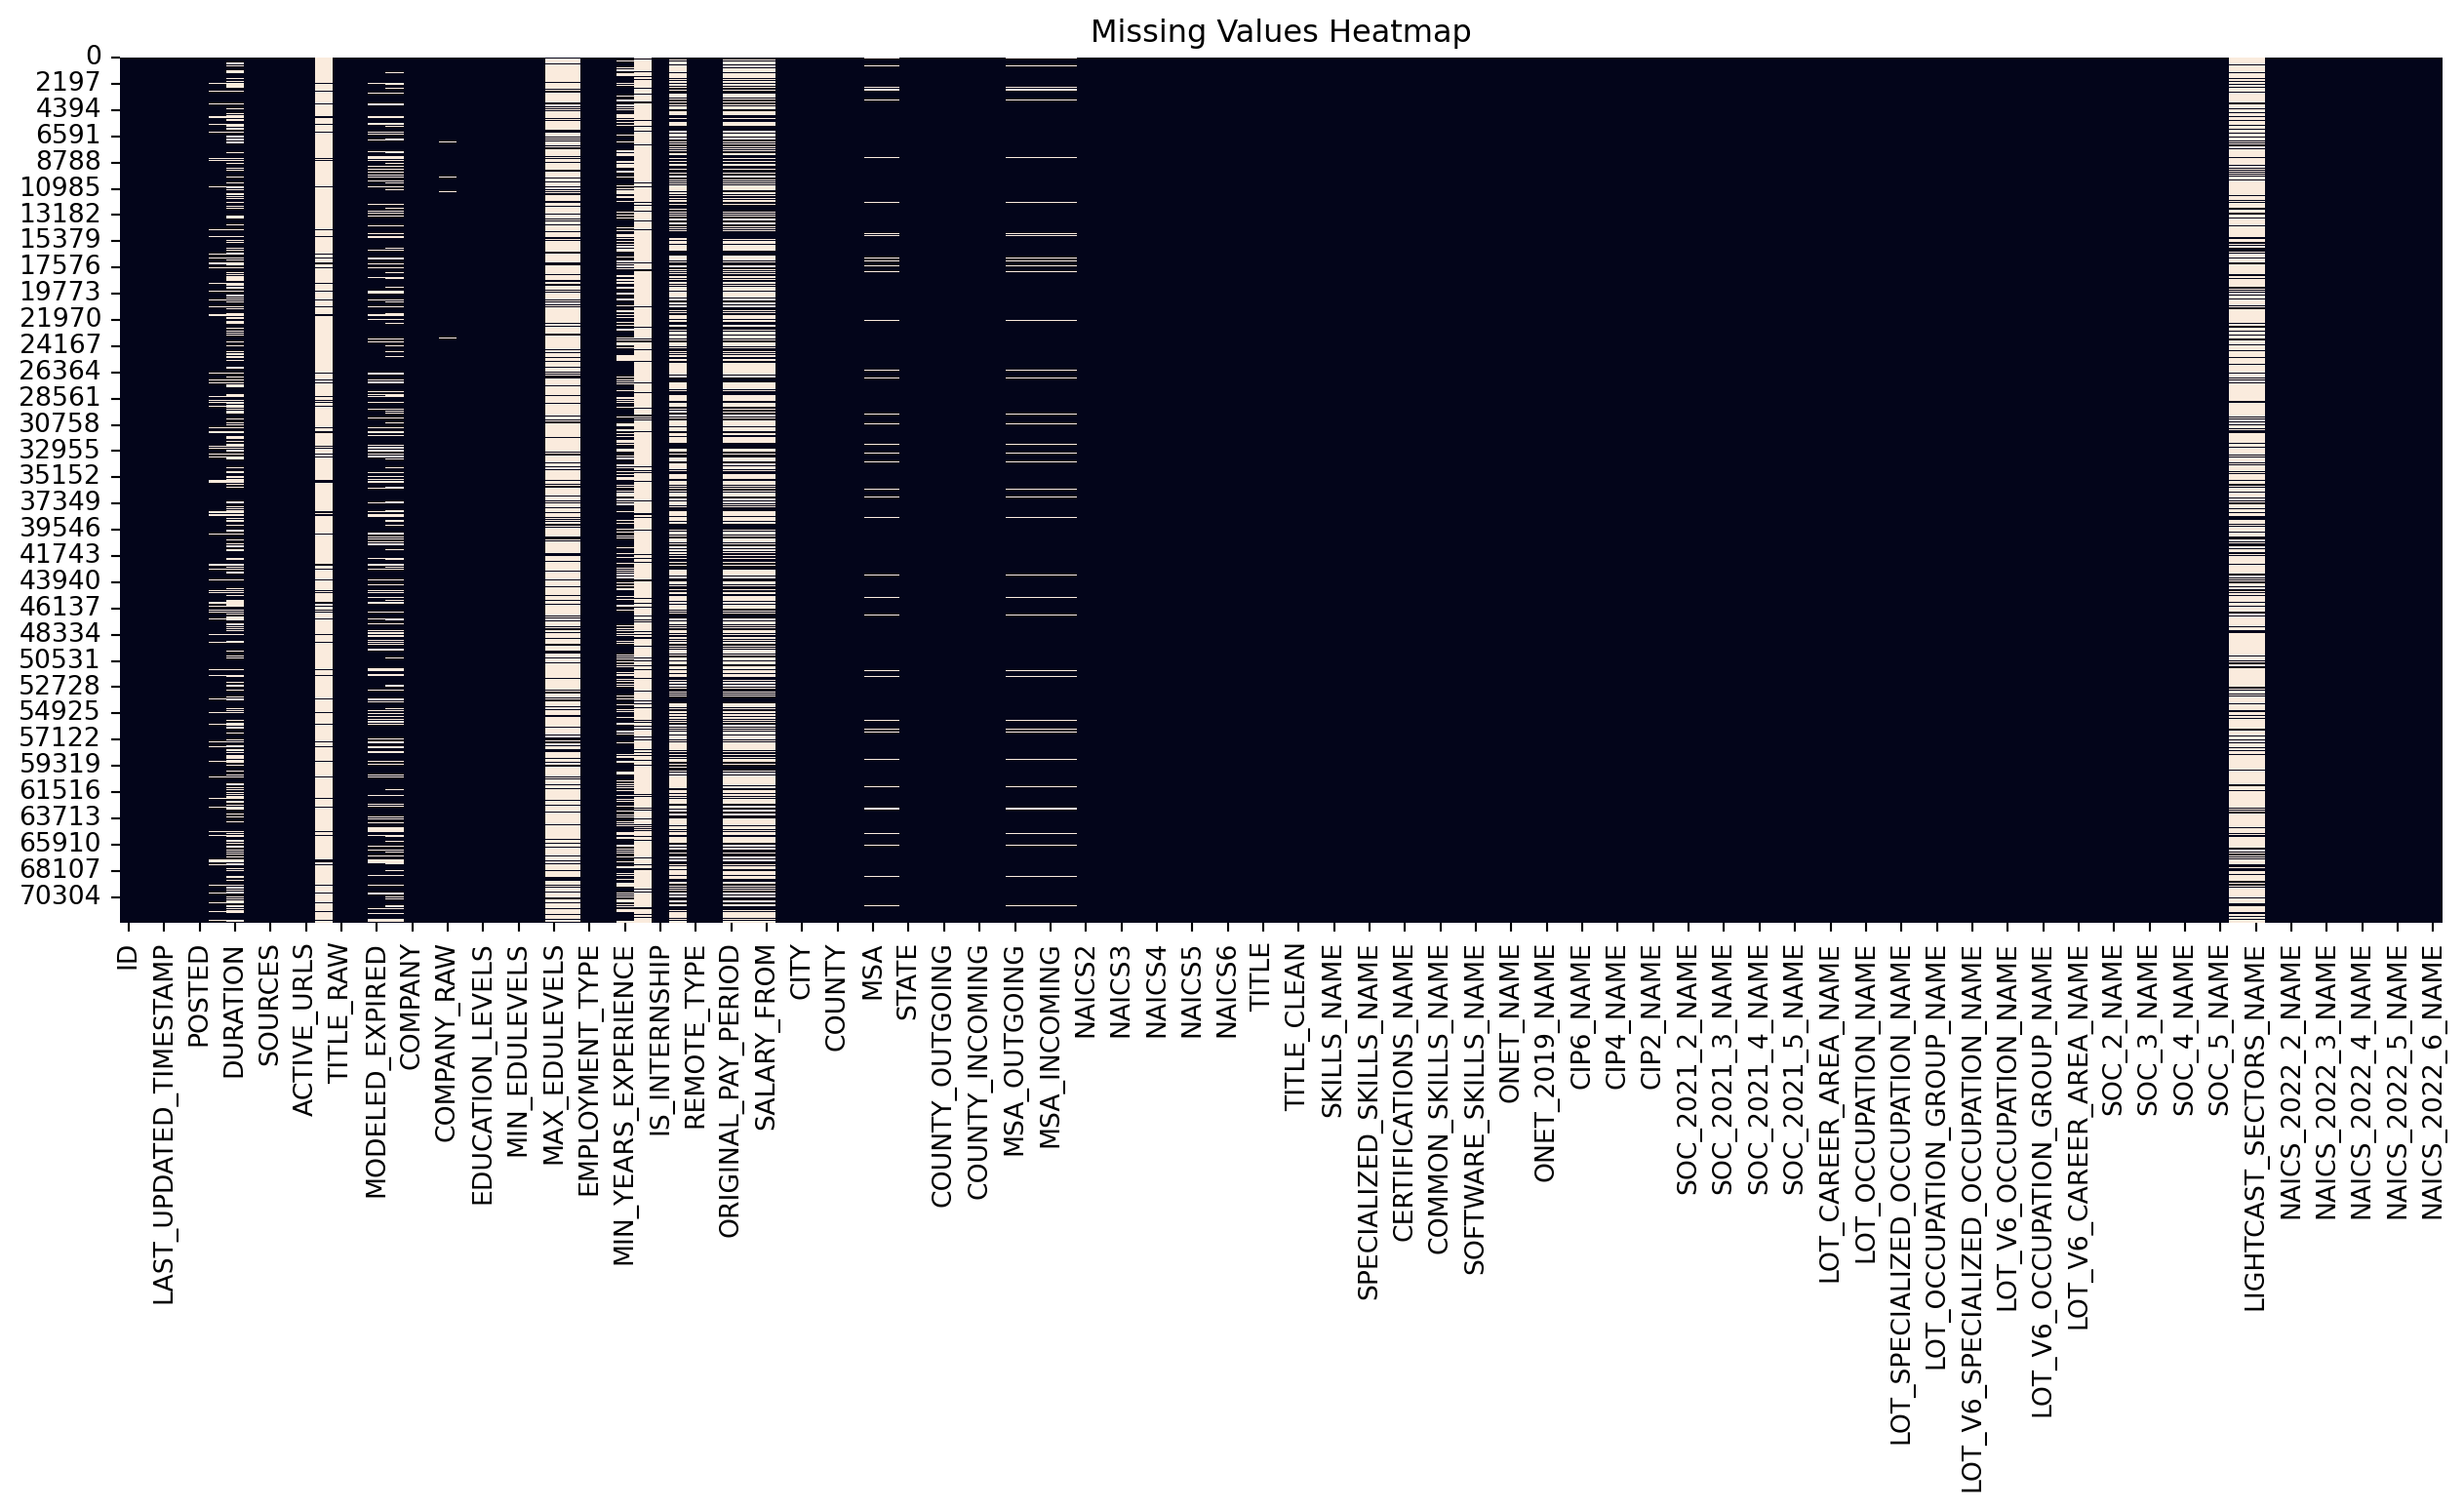 Missing Values Heatmap
0
2197
4394
6591
8788
10985
13182
15379
17576
19773
21970
24167
26364
28561
30758
32955
35152
37349
39546
41743
43940
46137
48334
50531
52728
54925
57122
59319
61516
63713
65910
68107
70304
ID
LAST_UPDATED_TIMESTAMP
POSTED
DURATION
SOURCES
ACTIVE_URLS
TITLE_RAW
MODELED_EXPIRED
COMPANY
COMPANY_RAW
EDUCATION_LEVELS
MIN_EDULEVELS
MAX_EDULEVELS
EMPLOYMENT_TYPE
MIN_YEARS_EXPERIENCE
IS_INTERNSHIP
REMOTE_TYPE
ORIGINAL_PAY_PERIOD
SALARY_FROM
CITY
COUNTY
MSA
STATE
COUNTY_OUTGOING
COUNTY_INCOMING
MSA_OUTGOING
MSA_INCOMING
NAICS2
NAICS3
NAICS4
NAICS5
NAICS6
TITLE
TITLE_CLEAN
SKILLS_NAME
SPECIALIZED_SKILLS_NAME
CERTIFICATIONS_NAME
COMMON_SKILLS_NAME
SOFTWARE_SKILLS_NAME
ONET_NAME
ONET_2019_NAME
CIP6_NAME
CIP4_NAME
CIP2_NAME
SOC_2021_2_NAME
SOC_2021_3_NAME
SOC_2021_4_NAME
SOC_2021_5_NAME
LOT_CAREER_AREA_NAME
LOT_OCCUPATION_NAME
LOT_SPECIALIZED_OCCUPATION_NAME
LOT_OCCUPATION_GROUP_NAME
LOT_V6_SPECIALIZED_OCCUPATION_NAME
LOT_V6_OCCUPATION_NAME
LOT_V6_OCCUPATION_GROUP_NAME
LOT_V6_CAREER_AREA_NAME
SOC_2_NAME
SOC_3_NAME
SOC_4_NAME
SOC_5_NAME
LIGHTCAST_SECTORS_NAME
NAICS_2022_2_NAME
NAICS_2022_3_NAME
NAICS_2022_4_NAME
NAICS_2022_5_NAME
NAICS_2022_6_NAME